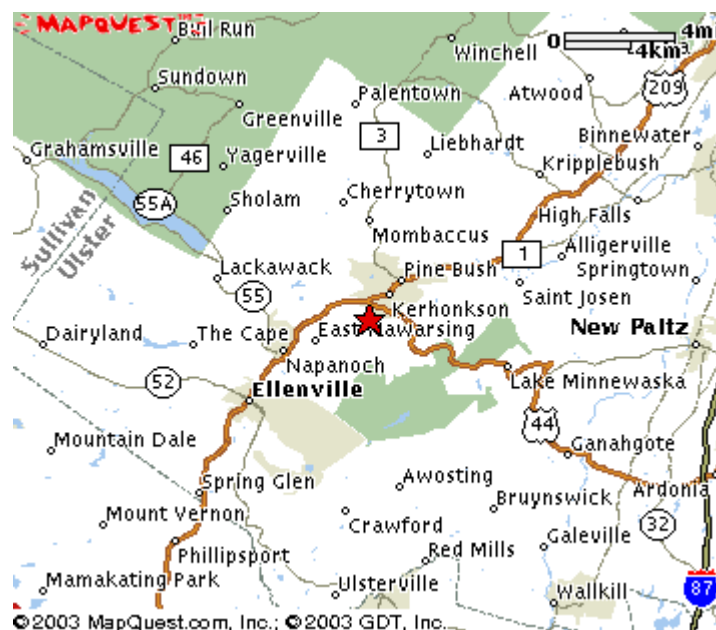 MAPQUEST
Bull Run
0
4mi
4km
Winchell
Sundown
Palentown
Atwood
209
Greenville
3
Binnewater
Grahamsville
46
Yagerville
Liebhardt
Kripplebush
55A
Sholam
Cherrytown
High Falls
Sullivan
Ulster
Mombaccus
1
Alligerville
Lackawack
Pine Bush
Springtown
55
Kerhonkson
Saint Josen
Dairyland
The Cape
East Nawarsing
New Paltz
Napanoch
52
Ellenville
Lake Minnewaska
44
Mountain Dale
Ganahgote
Spring Glen
Awosting
Ardonia
Mount Vernon
Crawford
Bruynswick
32
Phillipsport
Red Mills
Galeville
Mamakating Park
Ulsterville
Wallkill
87
©2003 MapQuest.com, Inc.; ©2003 GDT, Inc.